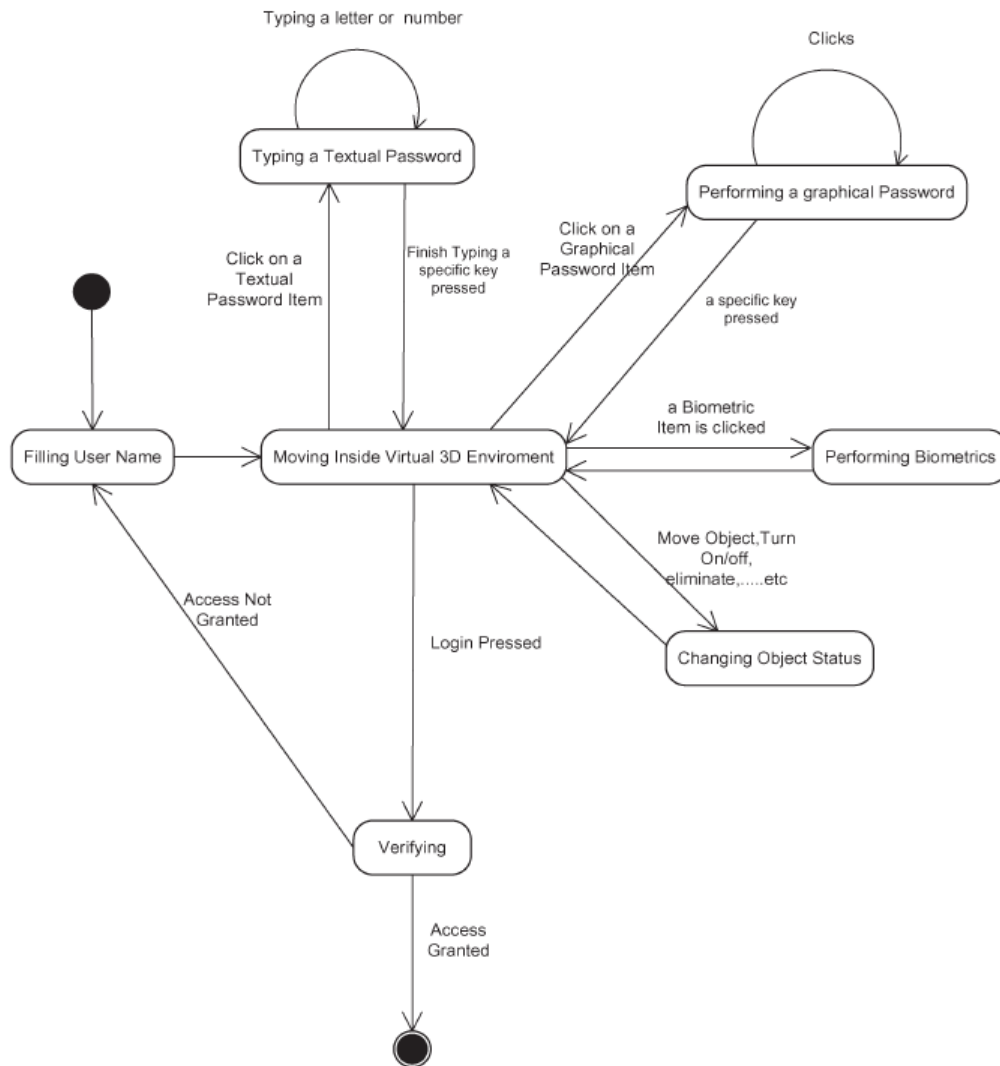 Typing a letter or  number
Clicks
Typing a Textual Password
Performing a graphical Password
Click on a
Textual
Password Item
Finish Typing a
specific key
pressed
Click on a
Graphical
Password Item
a specific key
pressed
a Biometric
Item is clicked
Filling User Name
Moving Inside Virtual 3D Enviroment
Performing Biometrics
Move Object,Turn
On/off,
eliminate,.....etc
Access Not
Granted
Login Pressed
Changing Object Status
Verifying
Access
Granted